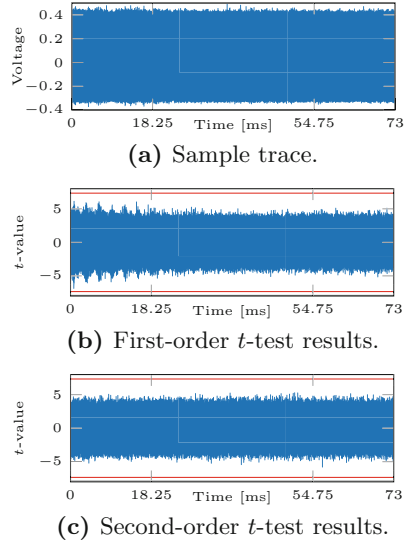 0.4
0.2
0
−0.2
−0.4
Voltage
0 18.25 Time [ms] 54.75 73
(a) Sample trace.
5
0
−5
t-value
0 18.25 Time [ms] 54.75 73
(b) First-order t-test results.
5
0
−5
t-value
0 18.25 Time [ms] 54.75 73
(c) Second-order t-test results.